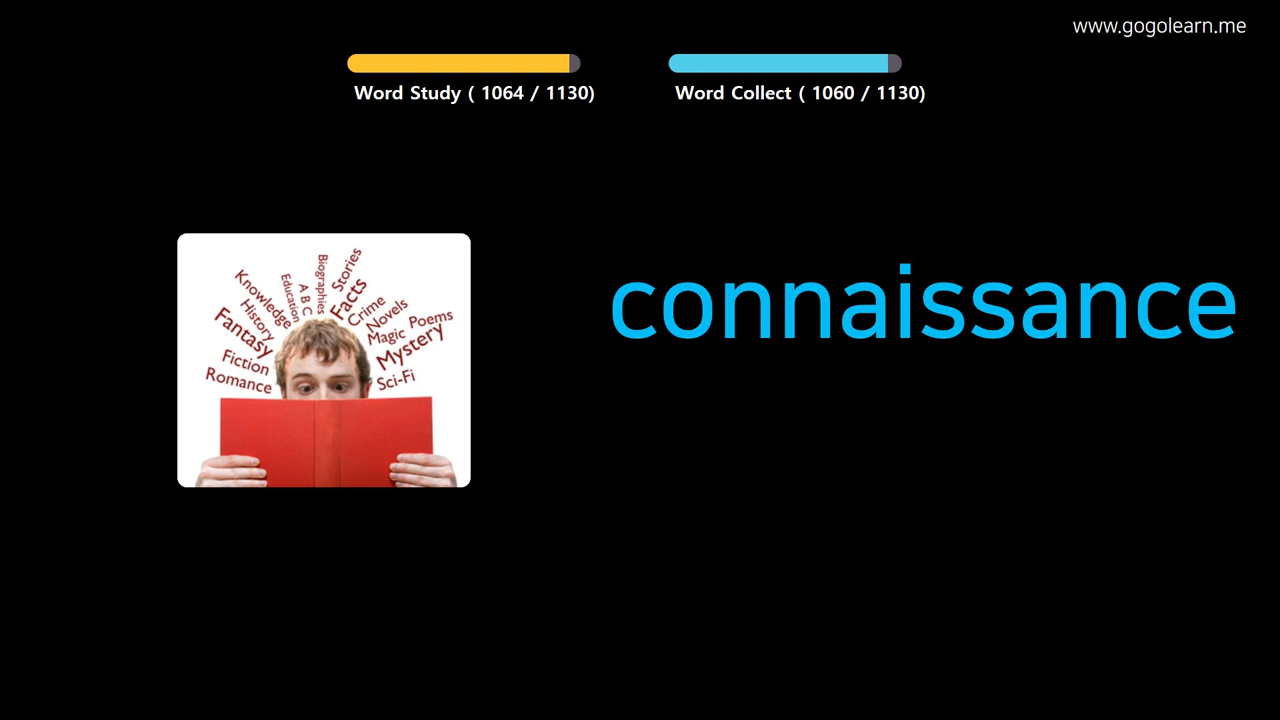 www.gogolearn.me
Word Study ( 1064 / 1130)
Word Collect ( 1060 / 1130)
connaissance
Knowledge
History
Fantasy
Fiction
Romance
Education
A B C
Biographies
Stories
Facts
Crime
Novels
Magic
Poems
Mystery
Sci-Fi